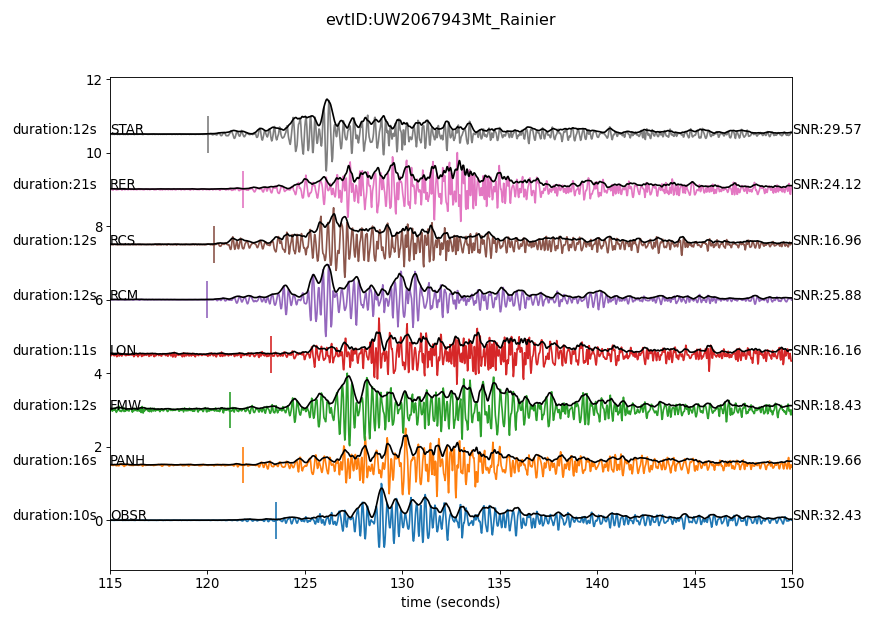 evtID:UW2067943Mt_Rainier
12
duration:12s STAR SNR:29.57
10
duration:21s RER SNR:24.12
8
duration:12s RCS SNR:16.96
duration:12s 6 RCM SNR:25.88
duration:11s LON SNR:16.16
4
duration:12s FMW SNR:18.43
2
duration:16s PANH SNR:19.66
duration:10s 0 OBSR SNR:32.43
115 120 125 130 135 140 145 150
time (seconds)